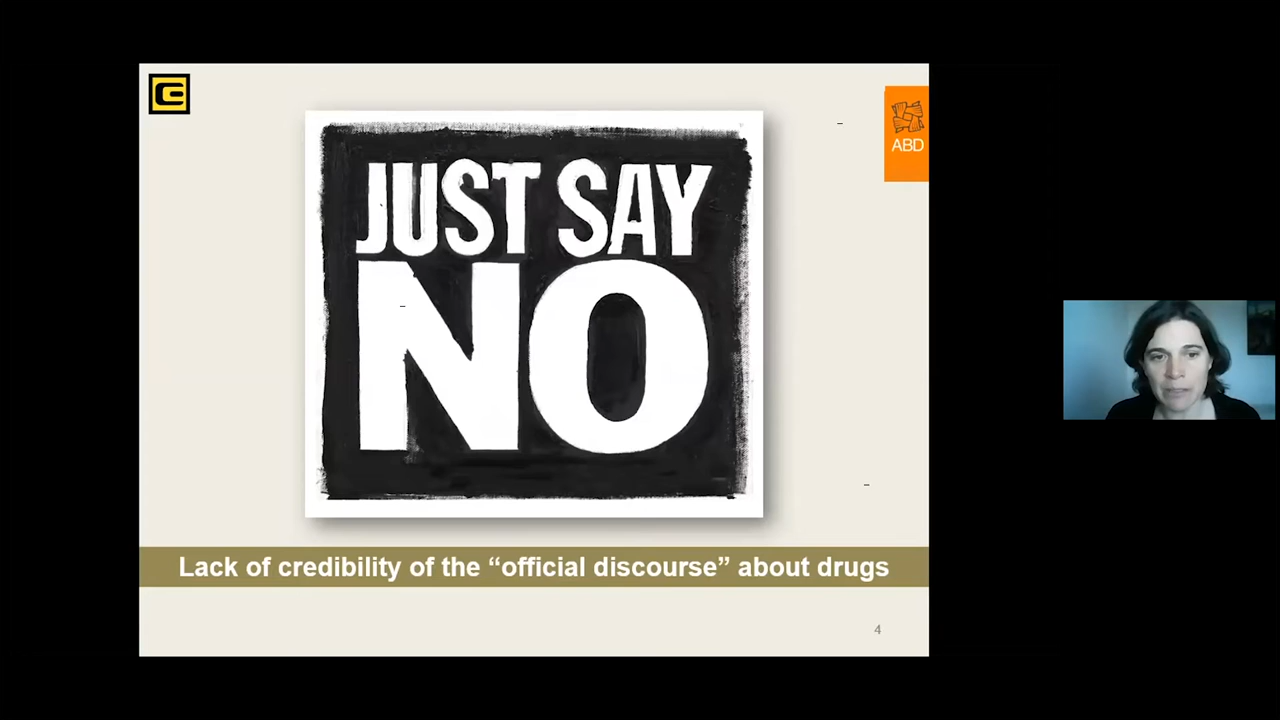 ABD
JUST SAY
NO
Lack of credibility of the “official discourse” about drugs
4